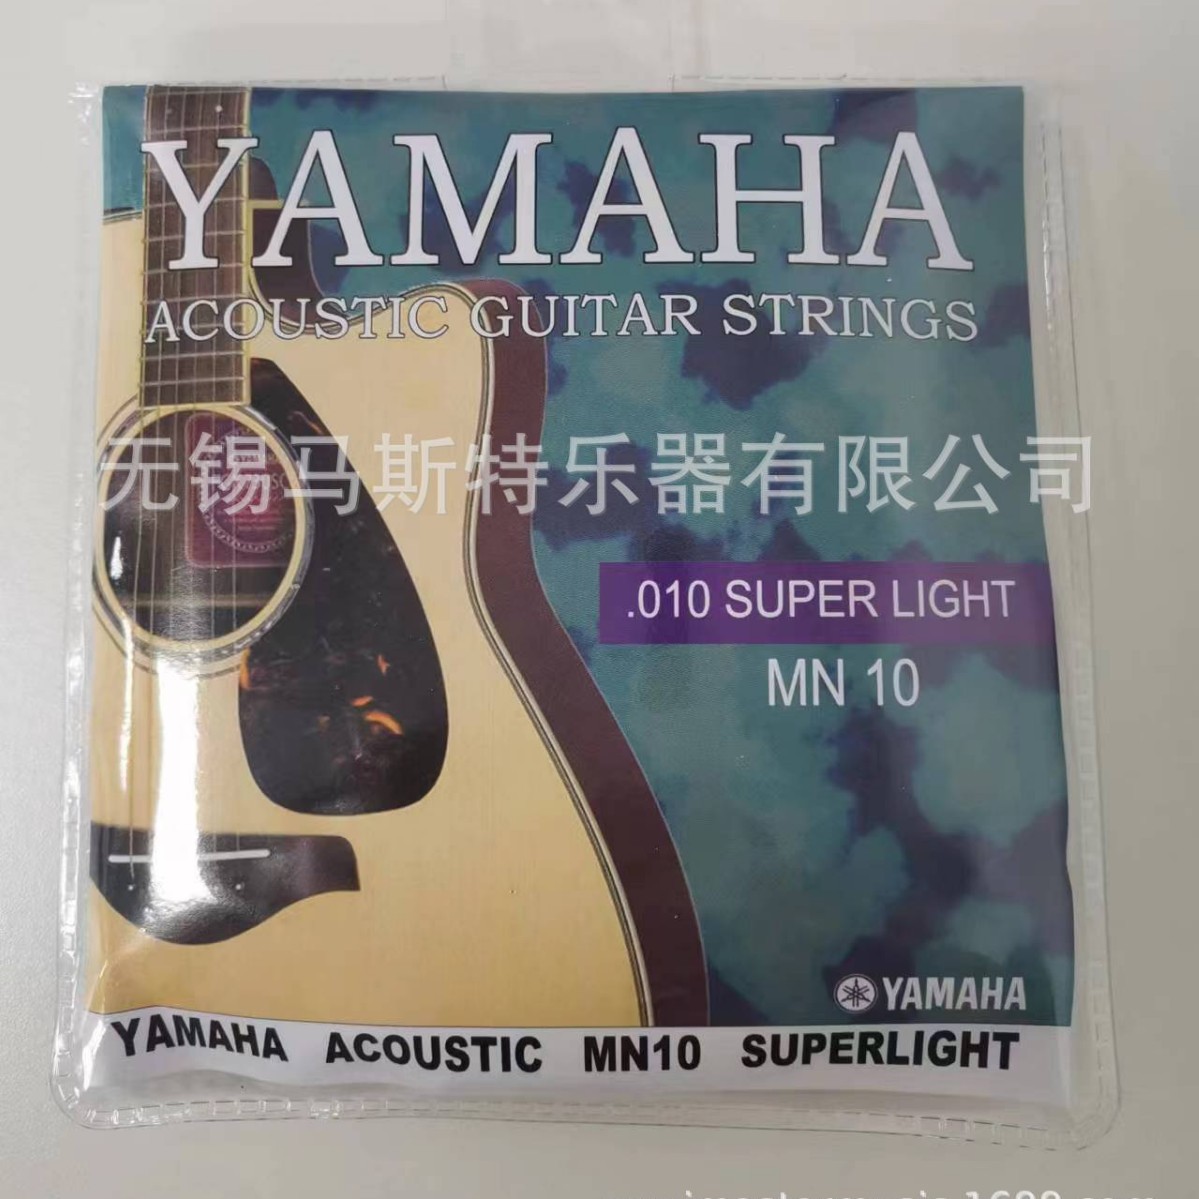 YAMAHA
ACOUSTIC GUITAR STRINGS
无锡马斯特乐器有限公司
.010 SUPER LIGHT
MN 10
YAMAHA
YAMAHA ACOUSTIC MN10 SUPERLIGHT